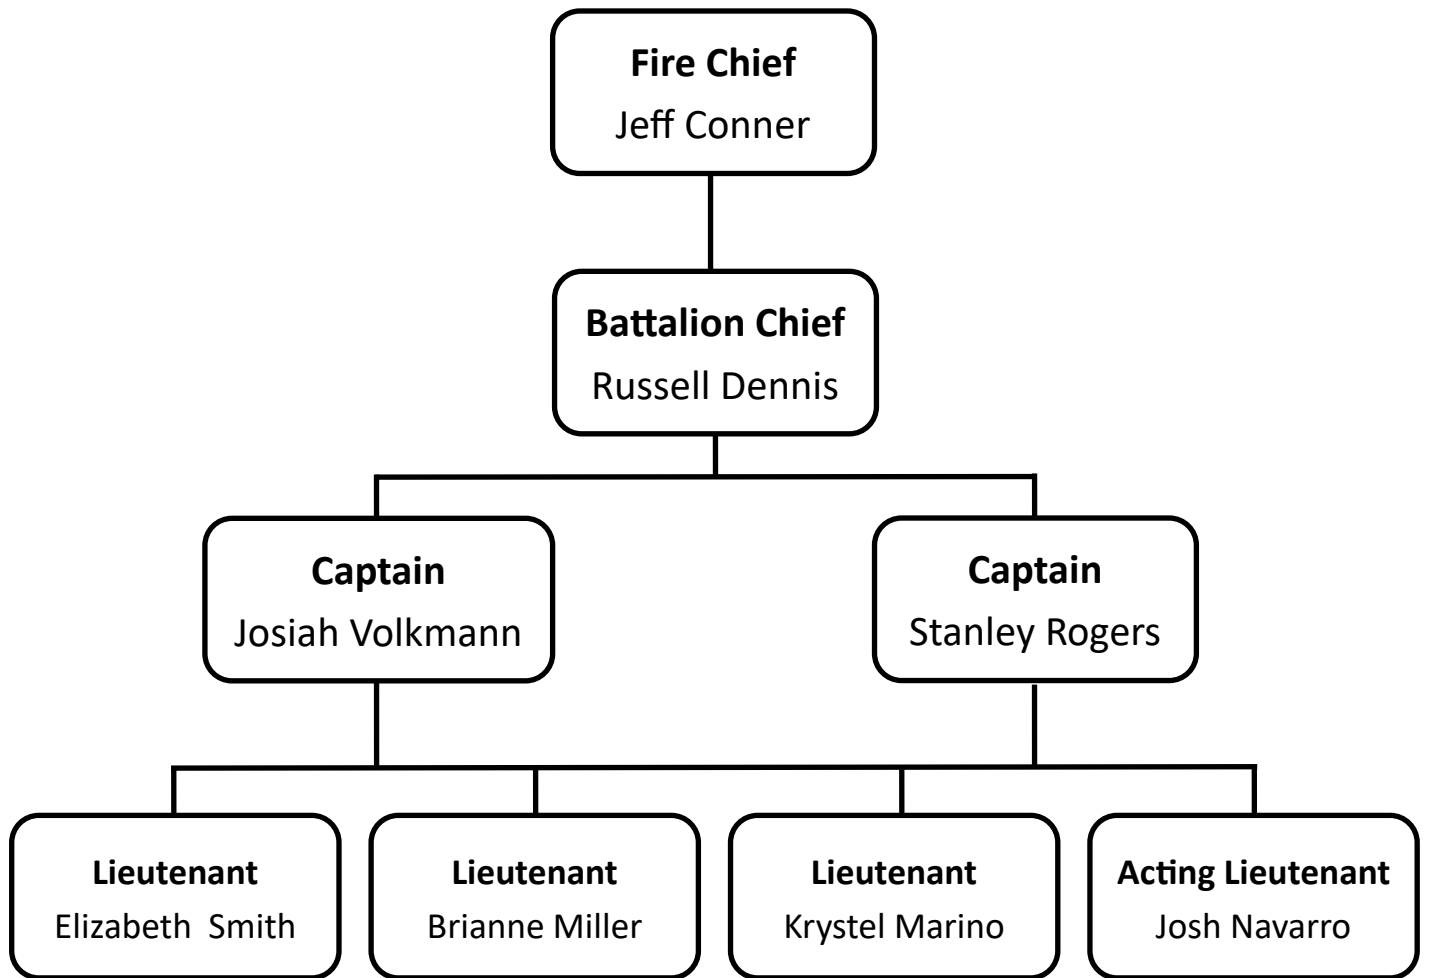 Fire Chief
Jeff Conner
Battalion Chief
Russell Dennis
Captain
Josiah Volkmann
Captain
Stanley Rogers
Lieutenant
Elizabeth  Smith
Lieutenant
Brianne Miller
Lieutenant
Krystel Marino
Acting Lieutenant
Josh Navarro